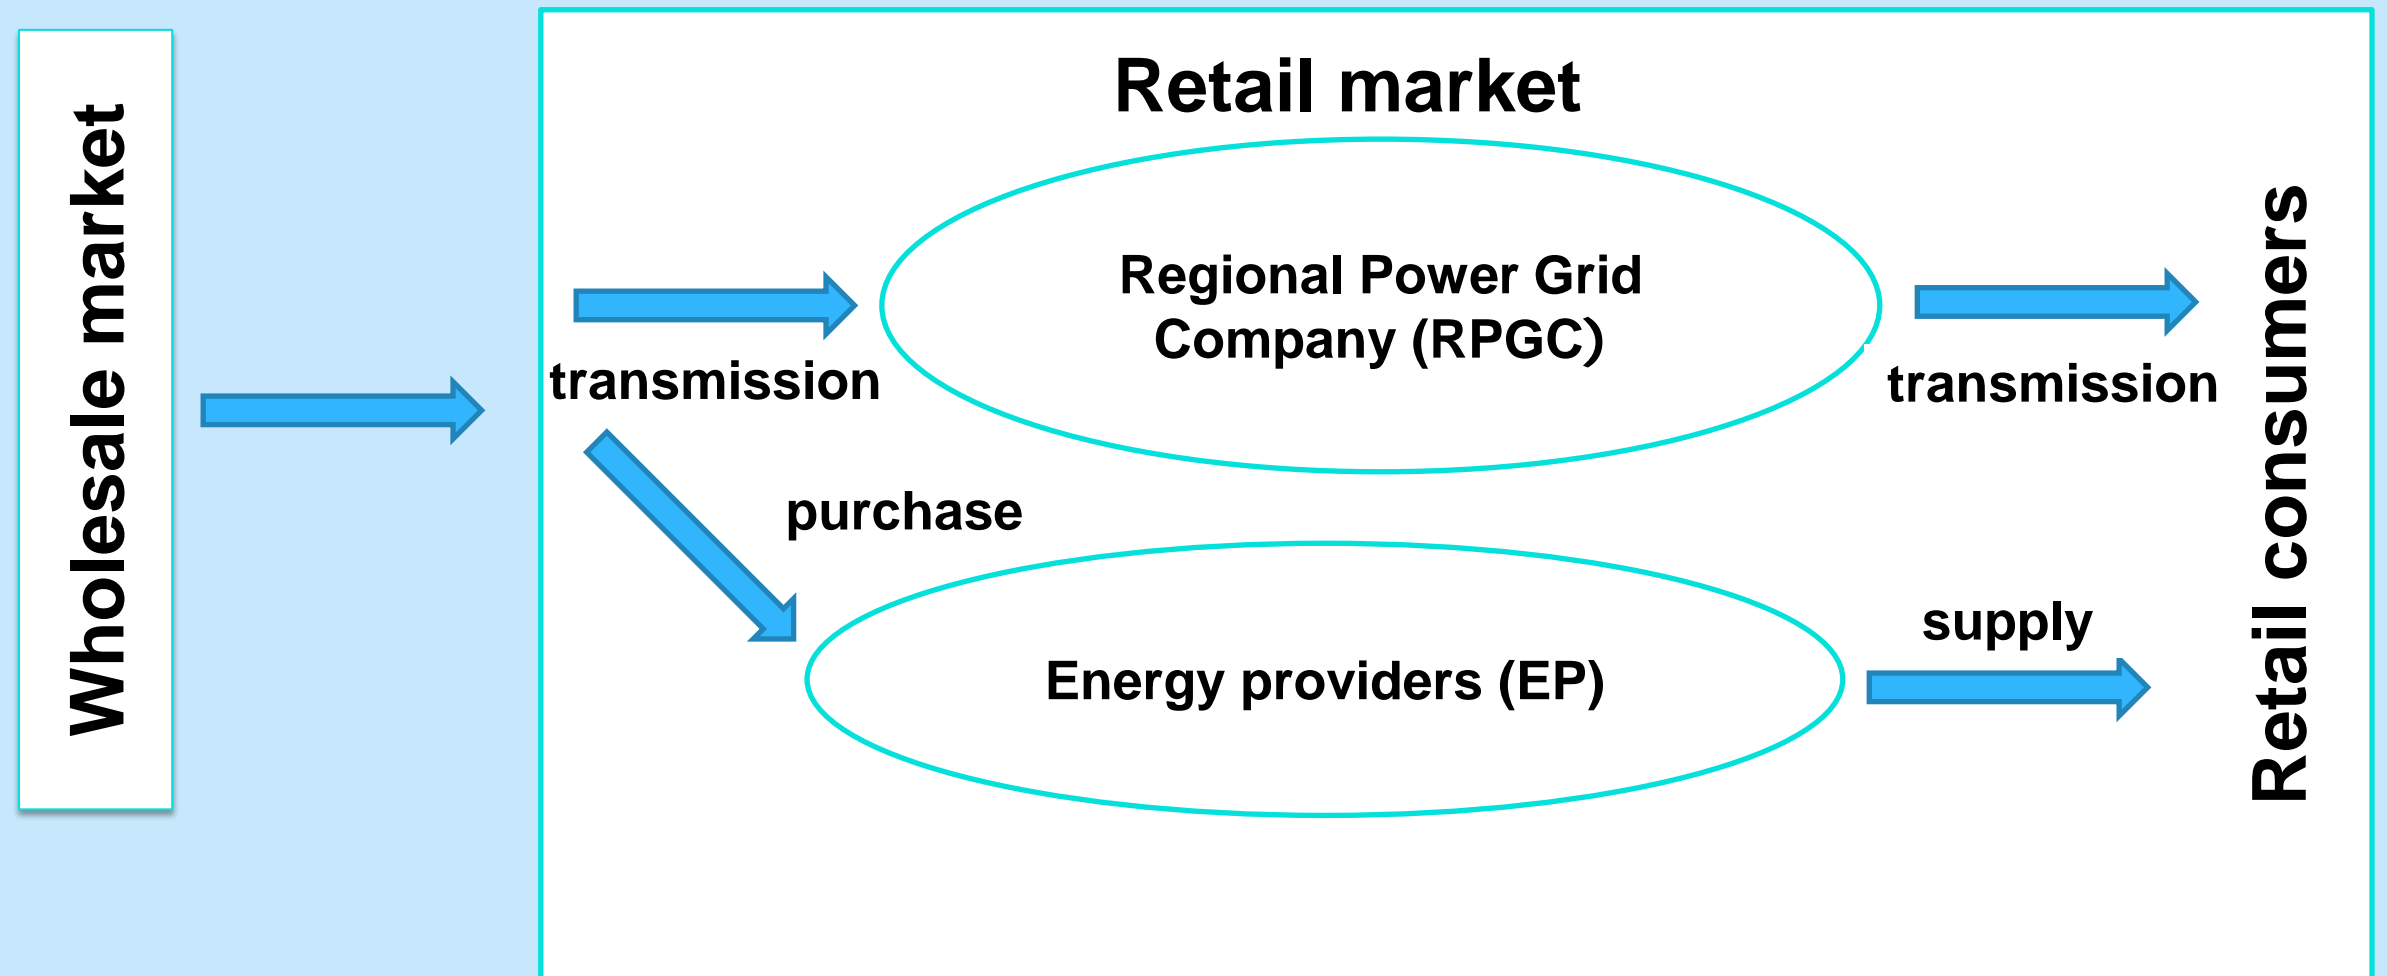 Wholesale market
Retail market
Regional Power Grid
Company (RPGC)
transmission
transmission
purchase
Energy providers (EP)
supply
Retail consumers